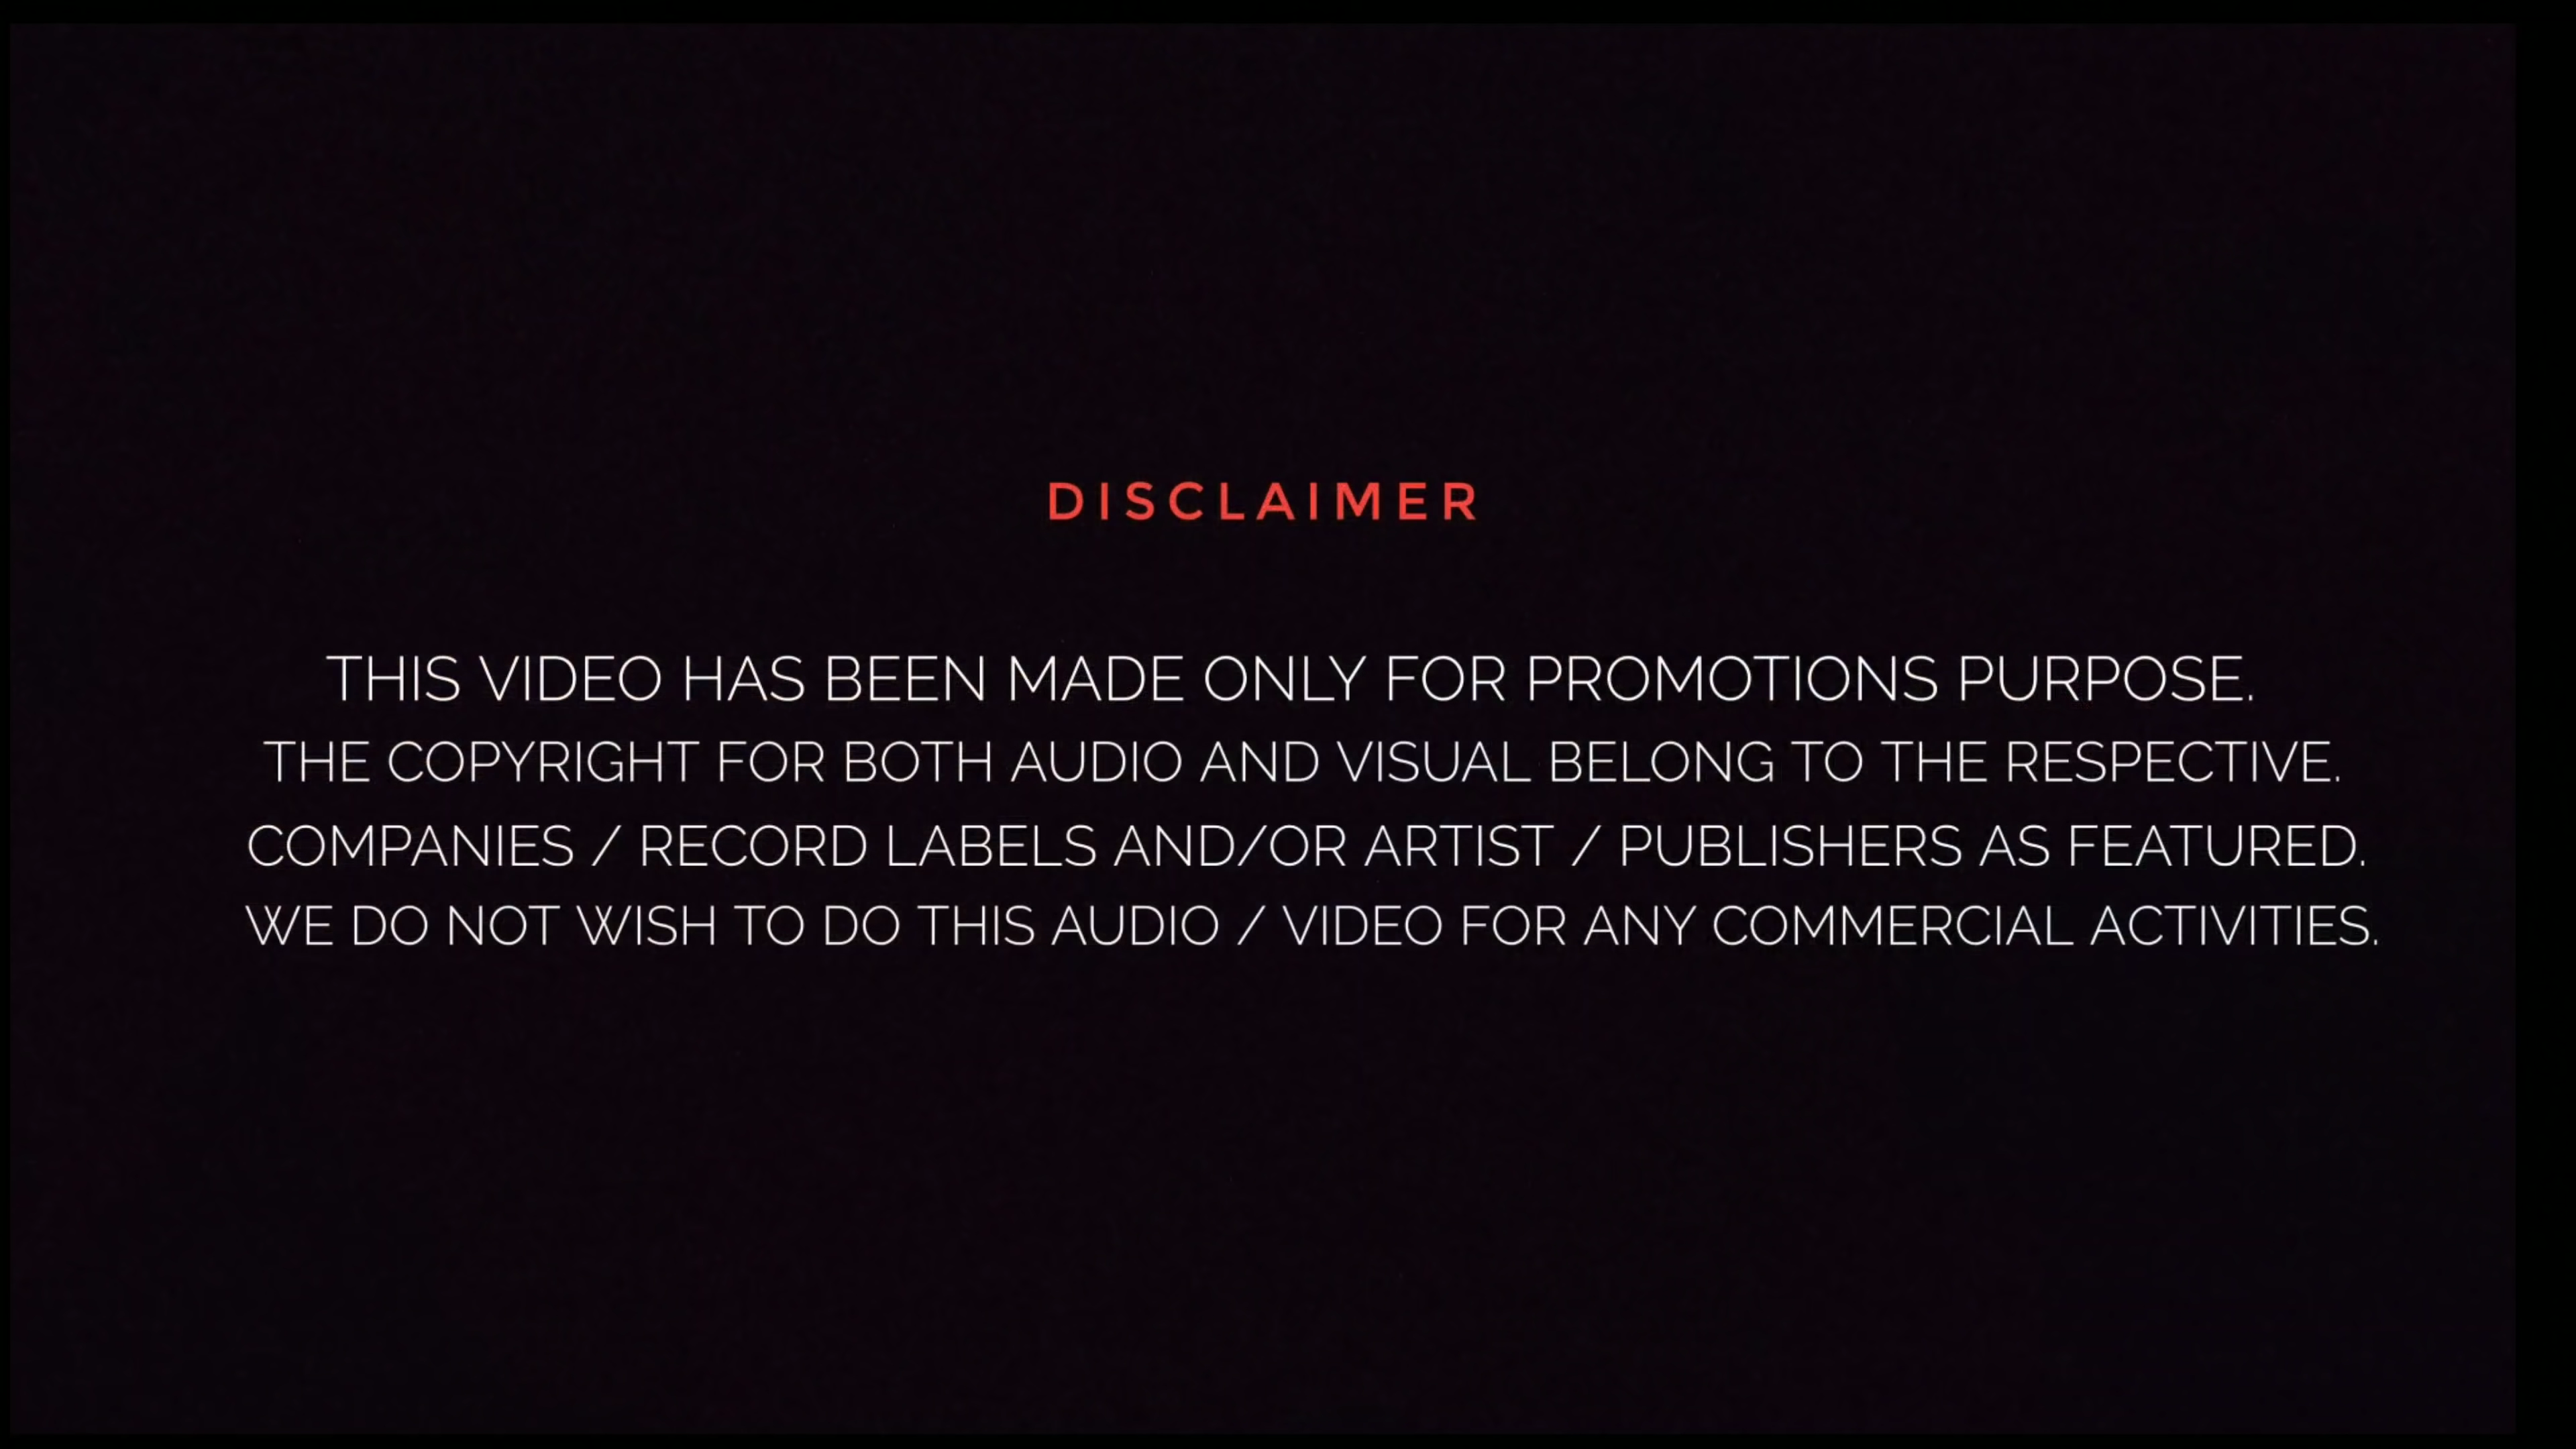 DISCLAIMER
THIS VIDEO HAS BEEN MADE ONLY FOR PROMOTIONS PURPOSE.
THE COPYRIGHT FOR BOTH AUDIO AND VISUAL BELONG TO THE RESPECTIVE.
COMPANIES / RECORD LABELS AND/OR ARTIST / PUBLISHERS AS FEATURED.
WE DO NOT WISH TO DO THIS AUDIO / VIDEO FOR ANY COMMERCIAL ACTIVITIES.